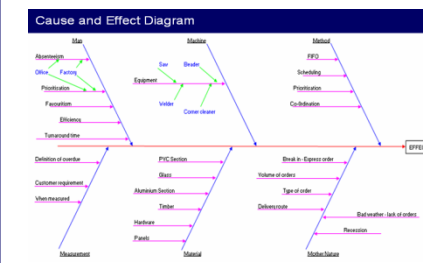 Cause and Effect Diagram
Man
Machine
Method
Absenteeism
Office
Factory
Prioritization
Favouritism
Efficiency
Turnaround time
Saw
Beader
Equipment
Welder
Corner cleaner
FIFO
Scheduling
Prioritization
Co-Ordination
EFFE
Definition of overdue
Customer requirement
When measured
PVC Section
Glass
Aluminium Section
Timber
Hardware
Panels
Break in - Express order
Volume of orders
Type of order
Delivery route
Bad weather - lack of orders
Recession
Measurement
Material
Mother Nature